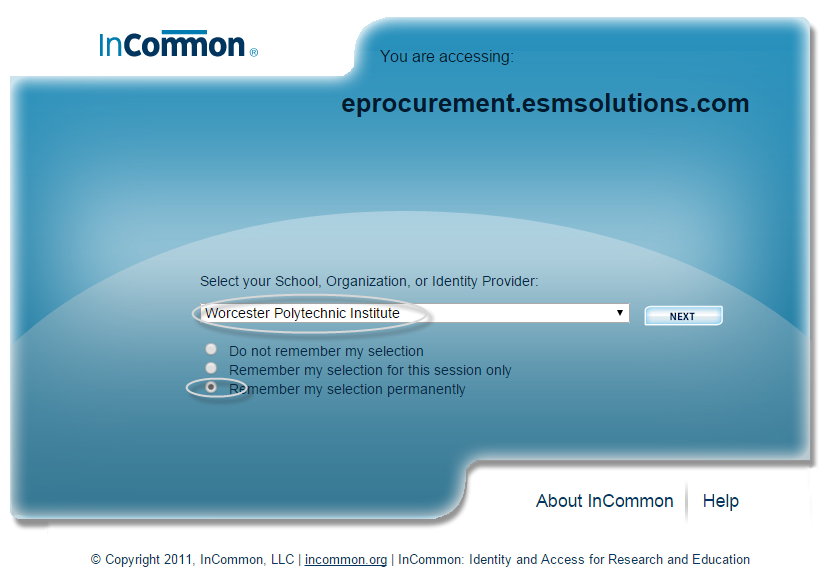 InCommon ®
You are accessing:
eprocurement.esmsolutions.com
Select your School, Organization, or Identity Provider:
Worcester Polytechnic Institute
NEXT
Do not remember my selection
Remember my selection for this session only
Remember my selection permanently
About InCommon | Help
© Copyright 2011, InCommon, LLC | incommon.org | InCommon: Identity and Access for Research and Education